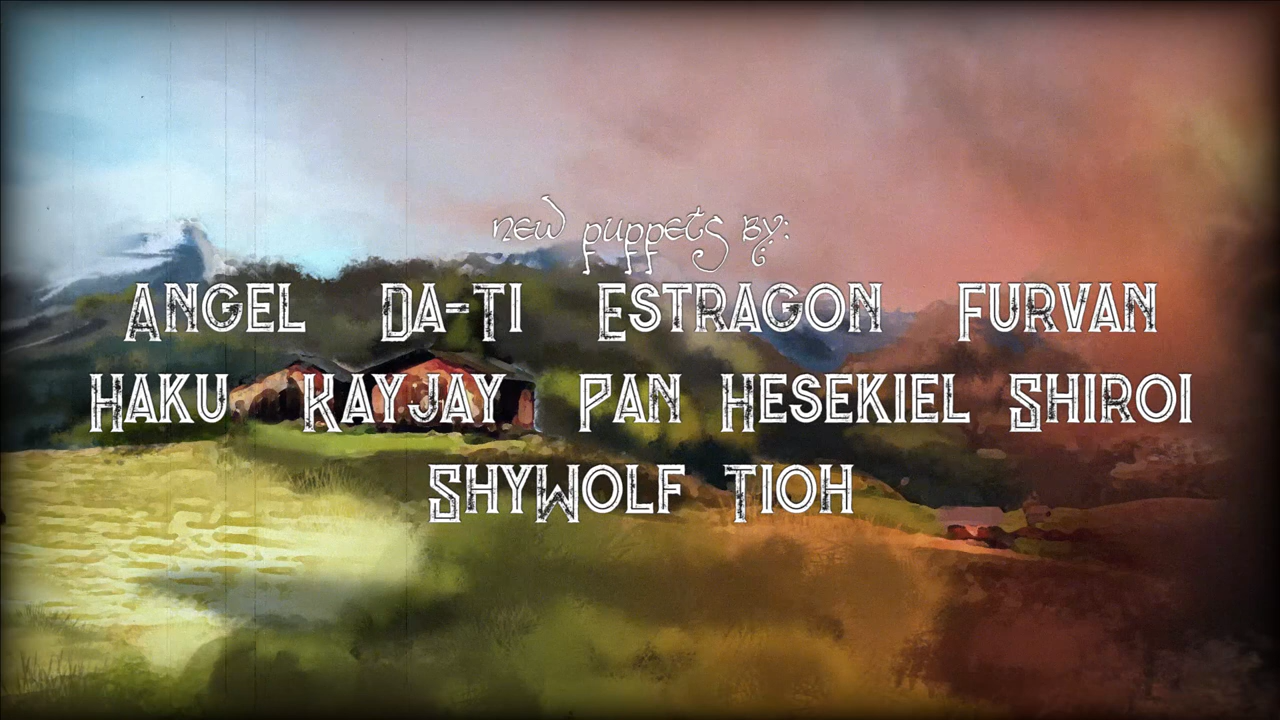 new puppets by:
Angel Da-Ti Estragon Furvan
Haku Kayjay Pan Hesekiel Shiroi
ShyWolf Tioh